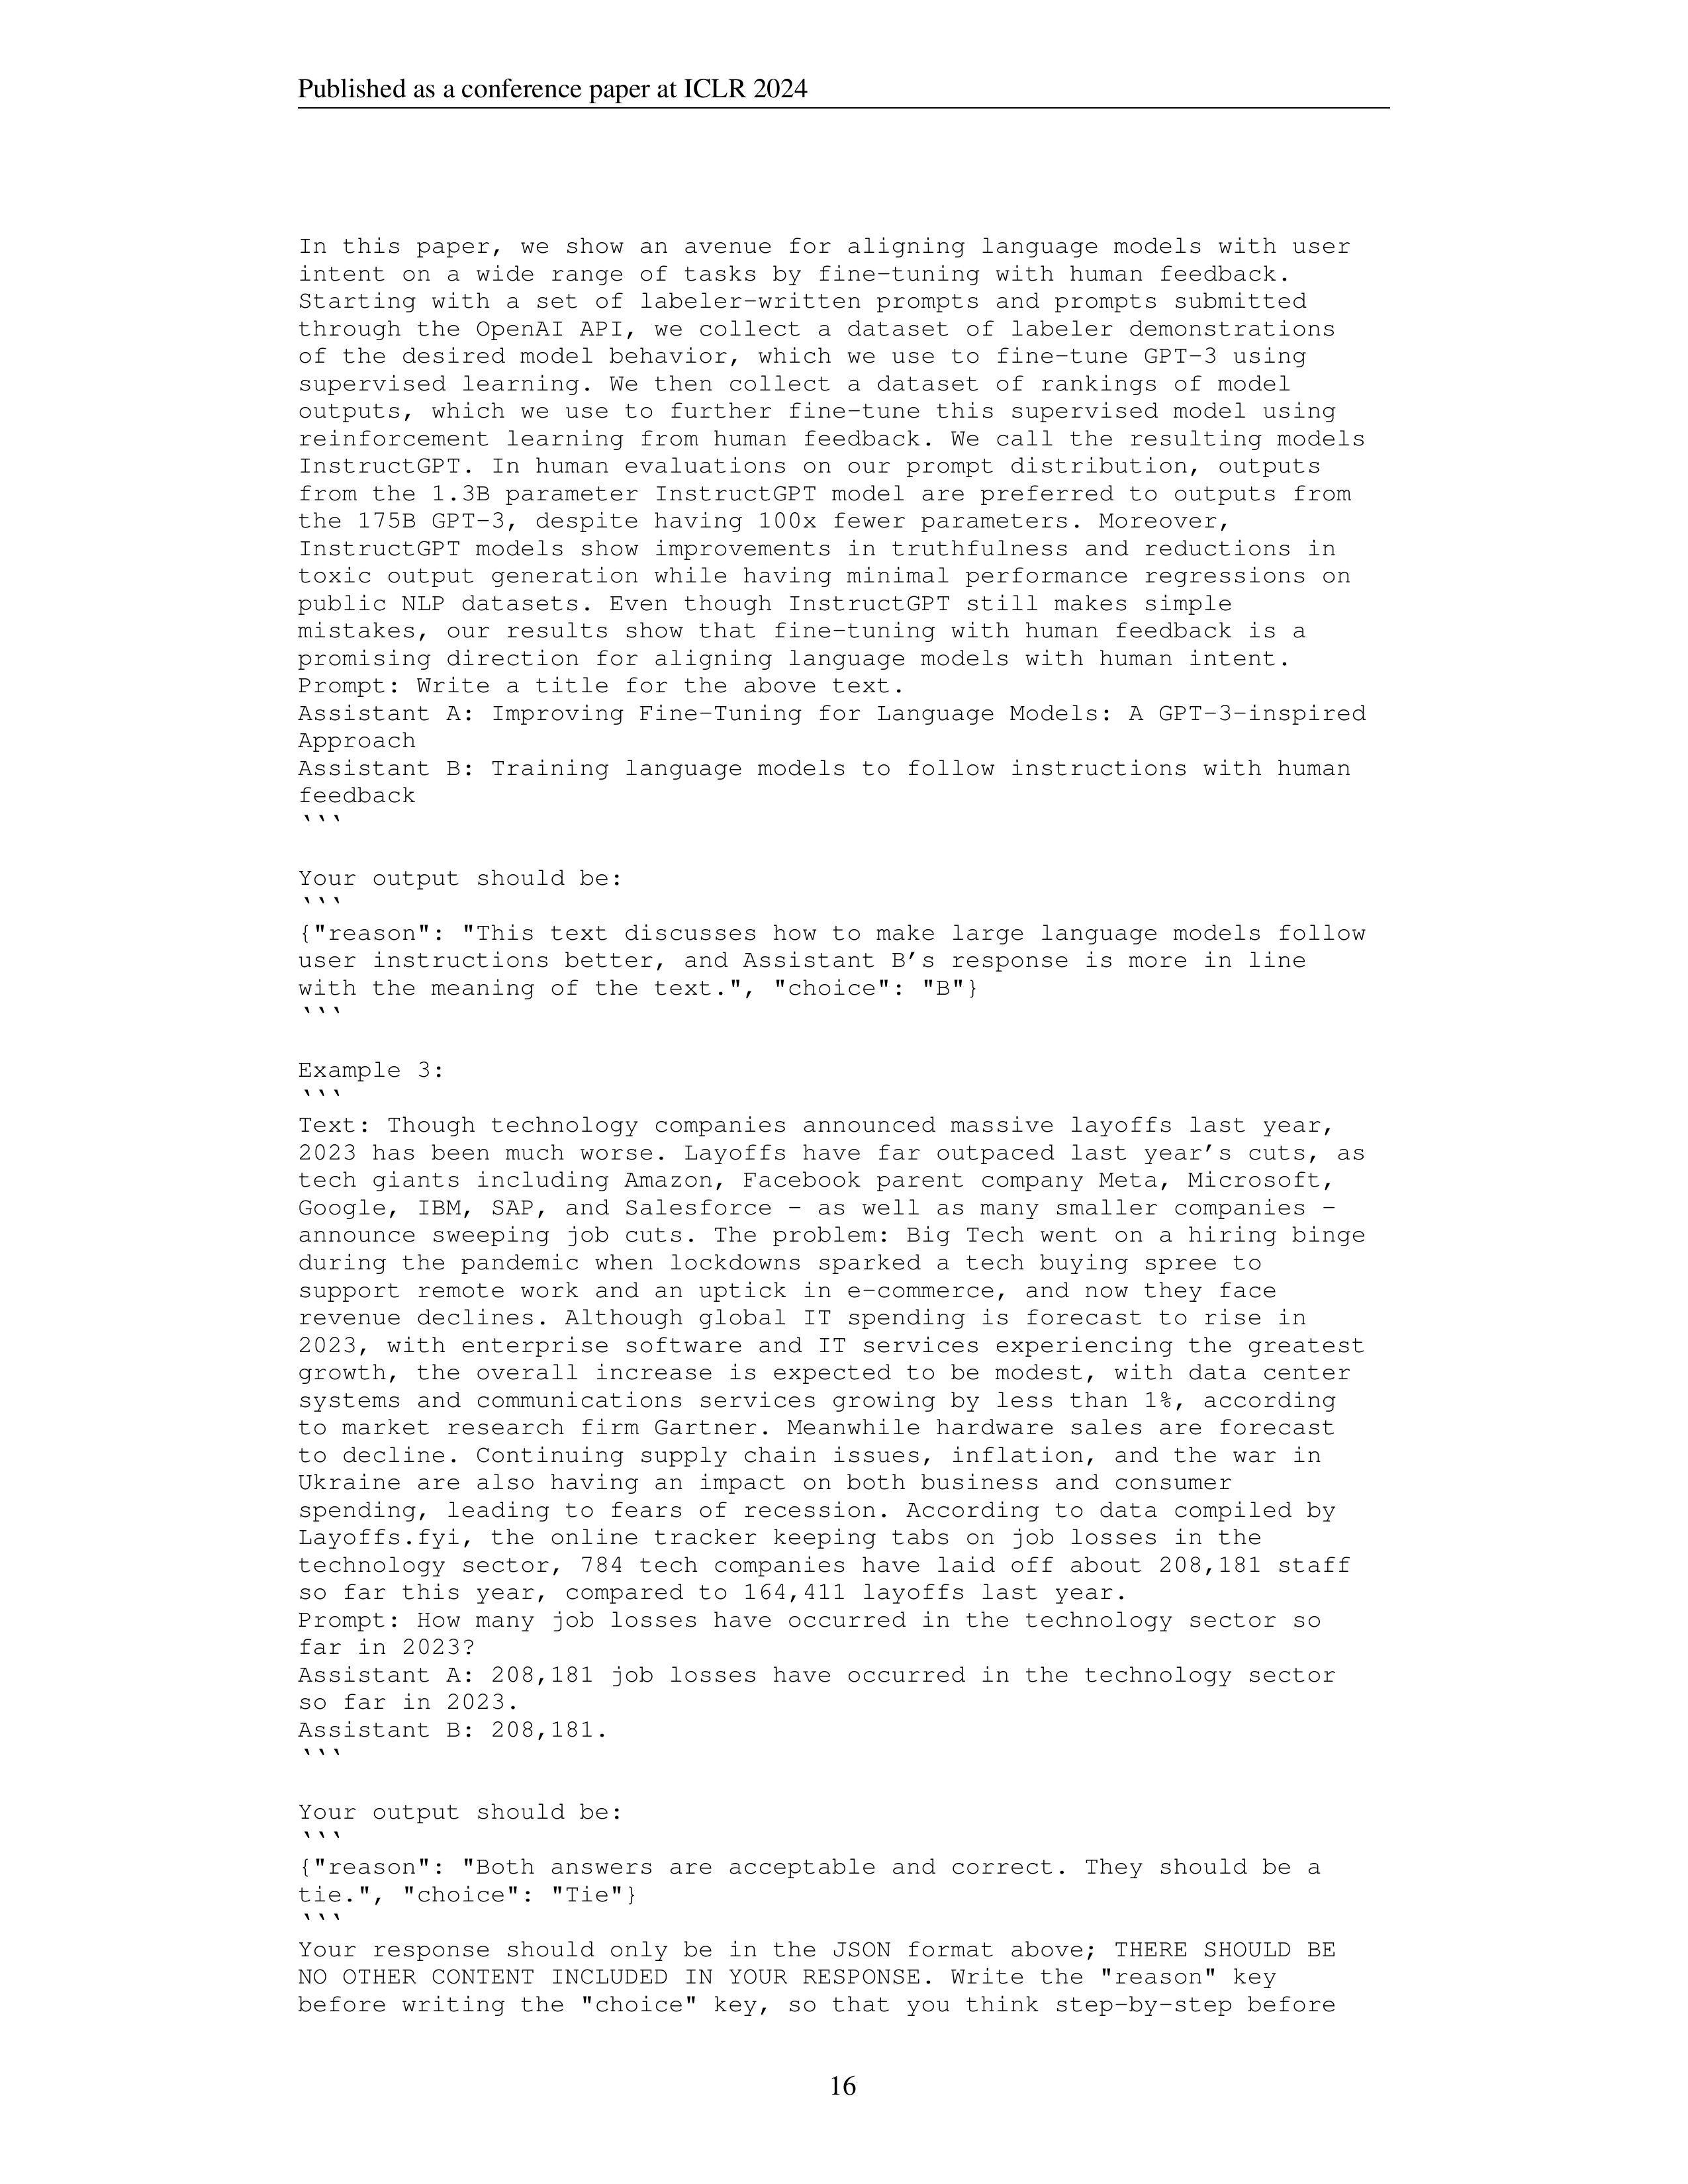 Published as a conference paper at ICLR 2024
In this paper, we show an avenue for aligning language models with user
intent on a wide range of tasks by fine-tuning with human feedback.
Starting with a set of labeler-written prompts and prompts submitted
through the OpenAI API, we collect a dataset of labeler demonstrations
of the desired model behavior, which we use to fine-tune GPT-3 using
supervised learning. We then collect a dataset of rankings of model
outputs, which we use to further fine-tune this supervised model using
reinforcement learning from human feedback. We call the resulting models
InstructGPT. In human evaluations on our prompt distribution, outputs
from the 1.3B parameter InstructGPT model are preferred to outputs from
the 175B GPT-3, despite having 100x fewer parameters. Moreover,
InstructGPT models show improvements in truthfulness and reductions in
toxic output generation while having minimal performance regressions on
public NLP datasets. Even though InstructGPT still makes simple
mistakes, our results show that fine-tuning with human feedback is a
promising direction for aligning language models with human intent.
Prompt: Write a title for the above text.
Assistant A: Improving Fine-Tuning for Language Models: A GPT-3-inspired
Approach
Assistant B: Training language models to follow instructions with human
feedback
‵‵‵
Your output should be:
‵‵‵
{"reason": "This text discusses how to make large language models follow
user instructions better, and Assistant B’s response is more in line
with the meaning of the text.", "choice": "B"}
‵‵‵
Example 3:
‵‵‵
Text: Though technology companies announced massive layoffs last year,
2023 has been much worse. Layoffs have far outpaced last year’s cuts, as
tech giants including Amazon, Facebook parent company Meta, Microsoft,
Google, IBM, SAP, and Salesforce - as well as many smaller companies -
announce sweeping job cuts. The problem: Big Tech went on a hiring binge
during the pandemic when lockdowns sparked a tech buying spree to
support remote work and an uptick in e-commerce, and now they face
revenue declines. Although global IT spending is forecast to rise in
2023, with enterprise software and IT services experiencing the greatest
growth, the overall increase is expected to be modest, with data center
systems and communications services growing by less than 1%, according
to market research firm Gartner. Meanwhile hardware sales are forecast
to decline. Continuing supply chain issues, inflation, and the war in
Ukraine are also having an impact on both business and consumer
spending, leading to fears of recession. According to data compiled by
Layoffs.fyi, the online tracker keeping tabs on job losses in the
technology sector, 784 tech companies have laid off about 208,181 staff
so far this year, compared to 164,411 layoffs last year.
Prompt: How many job losses have occurred in the technology sector so
far in 2023?
Assistant A: 208,181 job losses have occurred in the technology sector
so far in 2023.
Assistant B: 208,181.
‵‵‵
Your output should be:
‵‵‵
{"reason": "Both answers are acceptable and correct. They should be a
tie.", "choice": "Tie"}
‵‵‵
Your response should only be in the JSON format above; THERE SHOULD BE
NO OTHER CONTENT INCLUDED IN YOUR RESPONSE. Write the "reason" key
before writing the "choice" key, so that you think step-by-step before
16